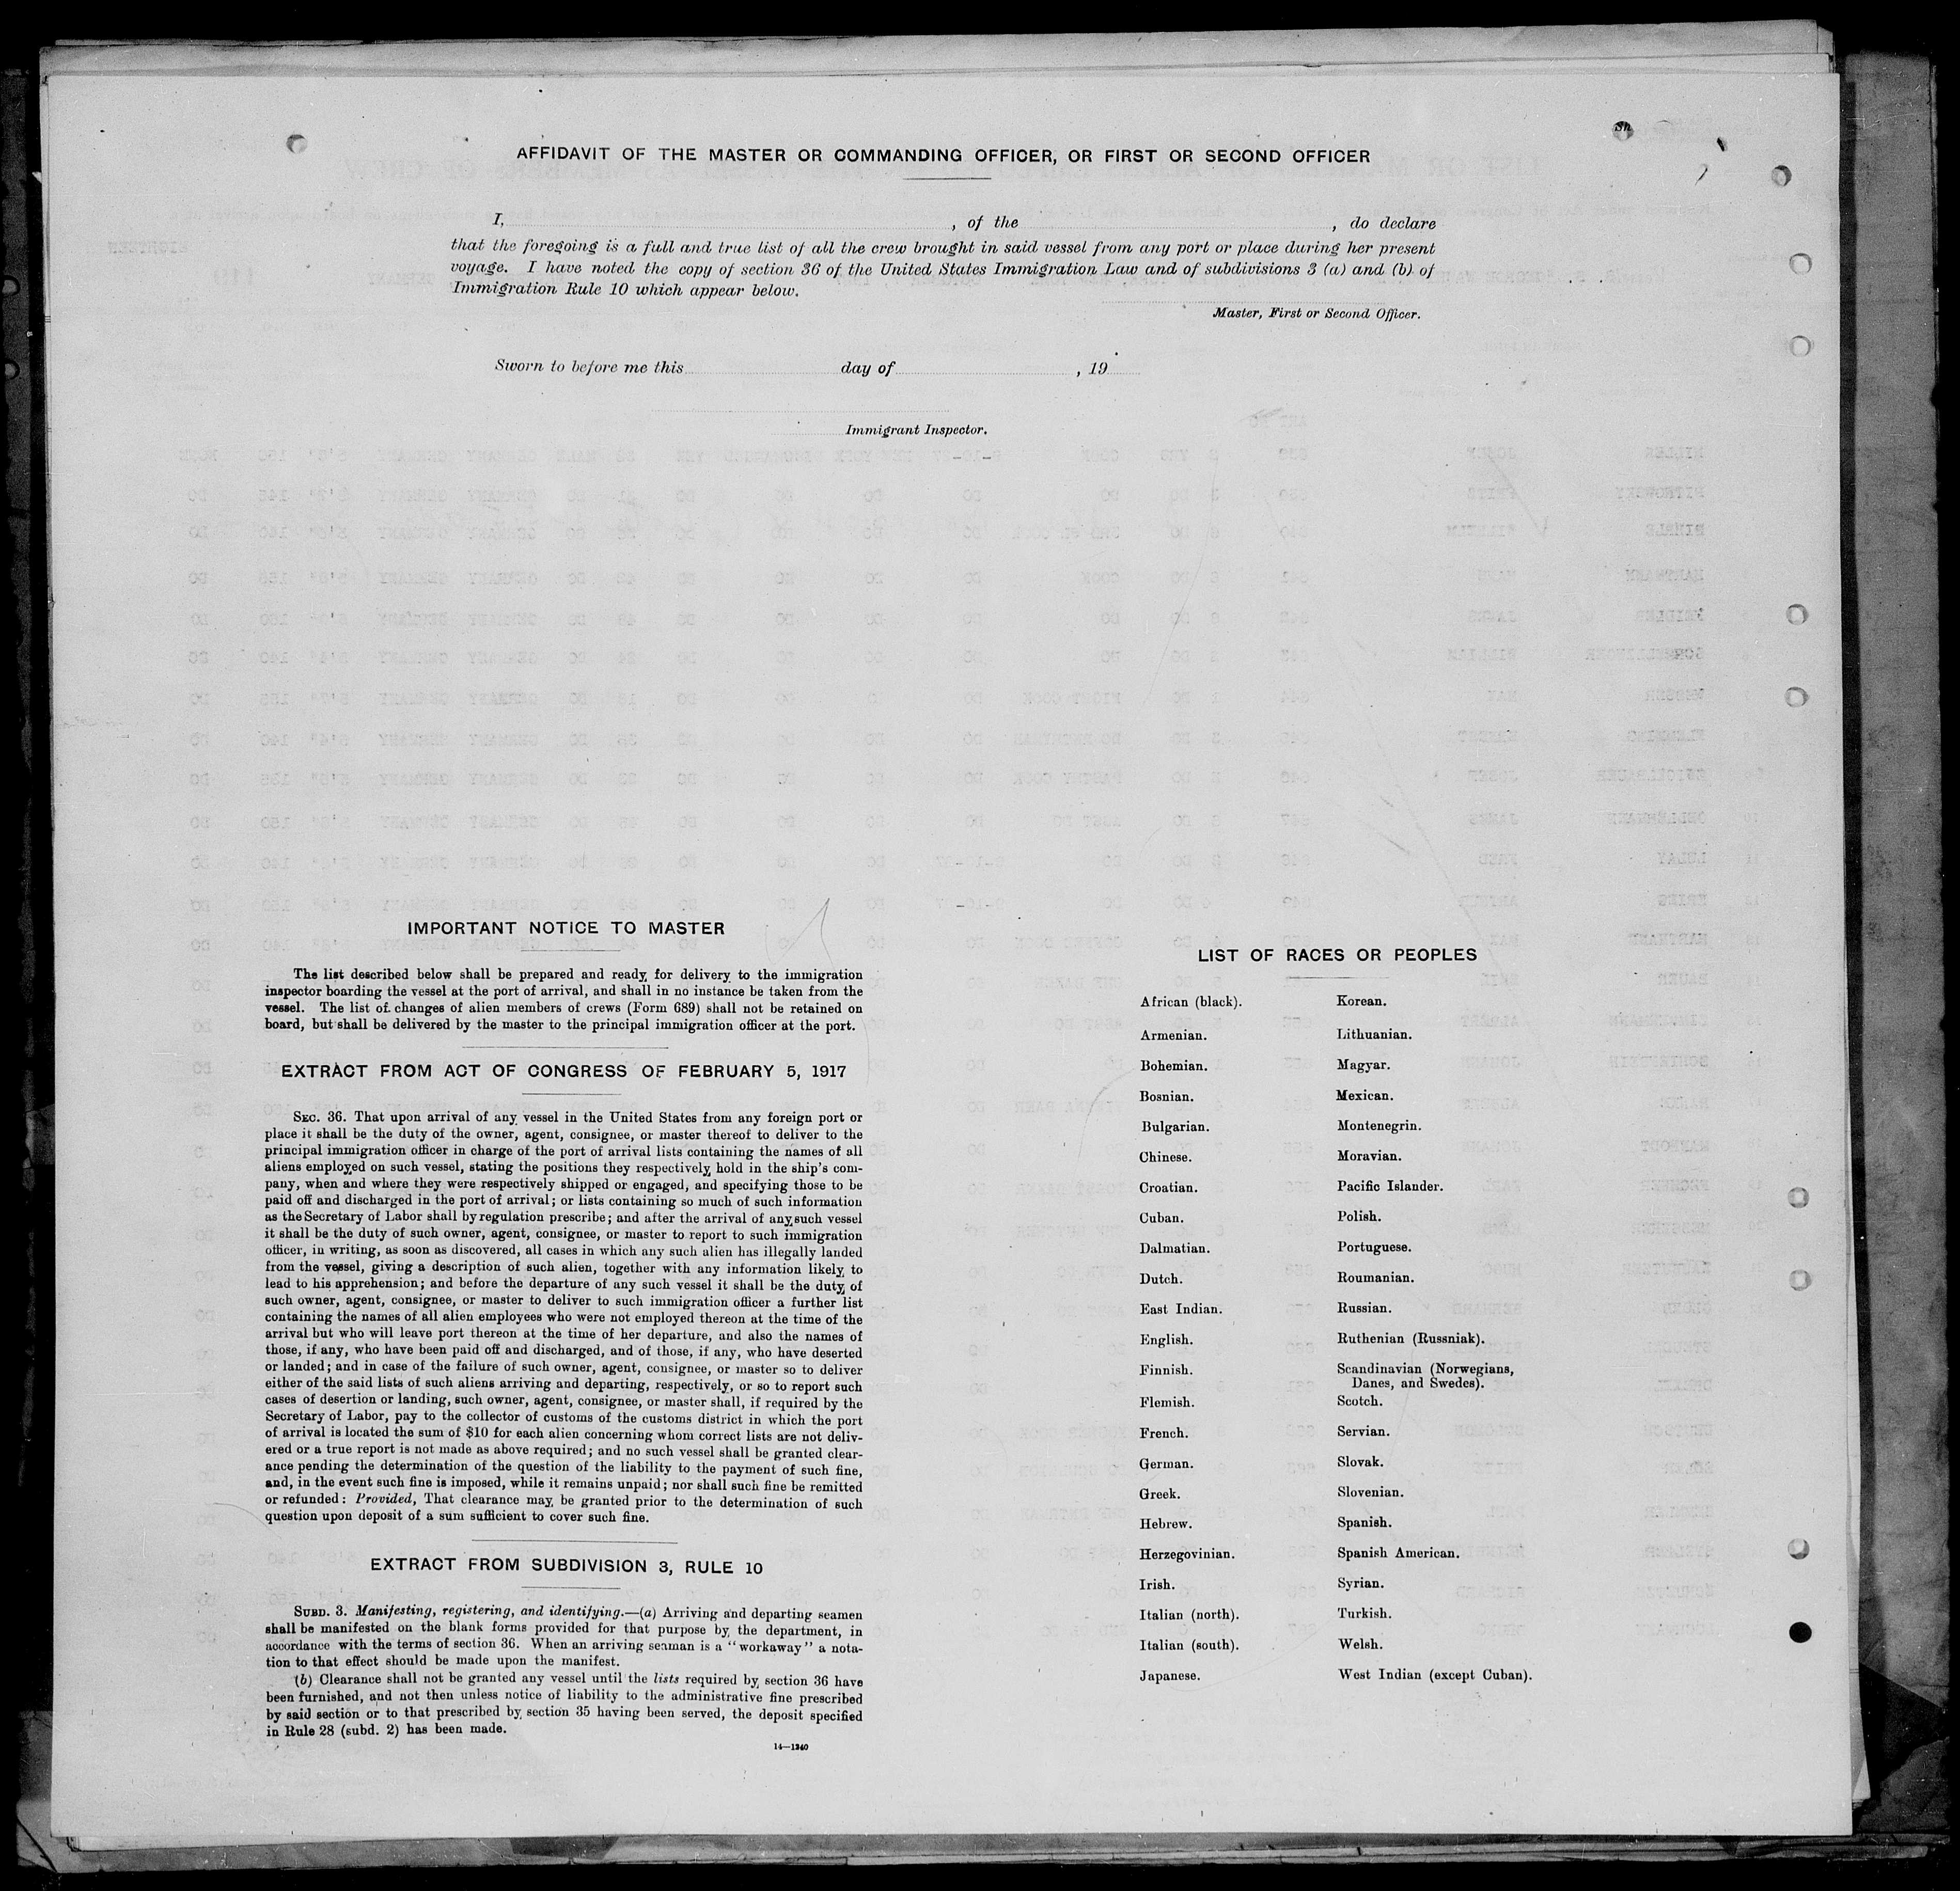 AFFIDAVIT OF THE MASTER OR COMMANDING OFFICER, OR FIRST OR SECOND OFFICER
I, , of the , do declare
that the foregoing is a full and true list of all the crew brought in said vessel from any port or place during her present
voyage. I have noted the copy of section 36 of the United States Immigration Law and of subdivisions 3 (a) and (b) of
Immigration Rule 10 which appear below.
Master, First or Second Officer.
Sworn to before me this day of , 19
Immigrant Inspector.
IMPORTANT NOTICE TO MASTER
The list described below shall be prepared and ready for delivery to the immigration
inspector boarding the vessel at the port of arrival, and shall in no instance be taken from the
vessel. The list of changes of alien members of crews (Form 689) shall not be retained on
board, but shall be delivered by the master to the principal immigration officer at the port.
EXTRACT FROM ACT OF CONGRESS OF FEBRUARY 5, 1917
SEC. 36. That upon arrival of any vessel in the United States from any foreign port or
place it shall be the duty of the owner, agent, consignee, or master thereof to deliver to the
principal immigration officer in charge of the port of arrival lists containing the names of all
aliens employed on such vessel, stating the positions they respectively hold in the ship's com-
pany, when and where they were respectively shipped or engaged, and specifying those to be
paid off and discharged in the port of arrival; or lists containing so much of such information
as the Secretary of Labor shall by regulation prescribe; and after the arrival of any such vessel
it shall be the duty of such owner, agent, consignee, or master to report to such immigration
officer, in writing, as soon as discovered, all cases in which any such alien has illegally landed
from the vessel, giving a description of such alien, together with any information likely to
lead to his apprehension; and before the departure of any such vessel it shall be the duty of
such owner, agent, consignee, or master to deliver to such immigration officer a further list
containing the names of all alien employees who were not employed thereon at the time of the
arrival but who will leave port thereon at the time of her departure, and also the names of
those, if any, who have been paid off and discharged, and of those, if any, who have deserted
or landed; and in case of the failure of such owner, agent, consignee, or master so to deliver
either of the said lists of such aliens arriving and departing, respectively, or so to report such
cases of desertion or landing, such owner, agent, consignee, or master shall, if required by the
Secretary of Labor, pay to the collector of customs of the customs district in which the port
of arrival is located the sum of $10 for each alien concerning whom correct lists are not deliv-
ered or a true report is not made as above required; and no such vessel shall be granted clear-
ance pending the determination of the question of the liability to the payment of such fine,
and, in the event such fine is imposed, while it remains unpaid; nor shall such fine be remitted
or refunded: Provided, That clearance may be granted prior to the determination of such
question upon deposit of a sum sufficient to cover such fine.
EXTRACT FROM SUBDIVISION 3, RULE 10
SUBD. 3. Manifesting, registering, and identifying.—(a) Arriving and departing seamen
shall be manifested on the blank forms provided for that purpose by the department, in
accordance with the terms of section 36. When an arriving seaman is a "workaway" a nota-
tion to that effect should be made upon the manifest.
(b) Clearance shall not be granted any vessel until the lists required by section 36 have
been furnished, and not then unless notice of liability to the administrative fine prescribed
by said section or to that prescribed by section 35 having been served, the deposit specified
in Rule 28 (subd. 2) has been made.
14—1240
LIST OF RACES OR PEOPLES
African (black).
Armenian.
Bohemian.
Bosnian.
Bulgarian.
Chinese.
Croatian.
Cuban.
Dalmatian.
Dutch.
East Indian.
English.
Finnish.
Flemish.
French.
German.
Greek.
Hebrew.
Herzegovinian.
Irish.
Italian (north).
Italian (south).
Japanese.
Korean.
Lithuanian.
Magyar.
Mexican.
Montenegrin.
Moravian.
Pacific Islander.
Polish.
Portuguese.
Roumanian.
Russian.
Ruthenian (Russniak).
Scandinavian (Norwegians,
Danes, and Swedes).
Scotch.
Servian.
Slovak.
Slovenian.
Spanish.
Spanish American.
Syrian.
Turkish.
Welsh.
West Indian (except Cuban).